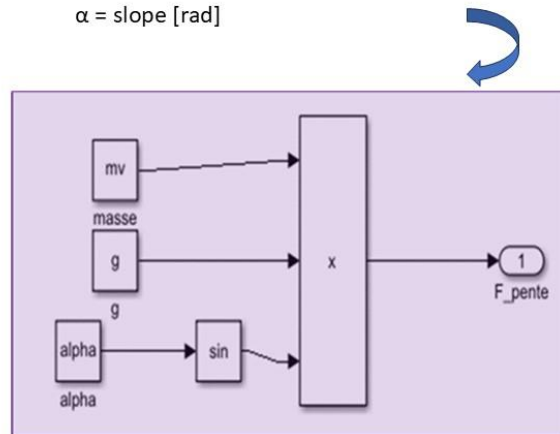 α = slope [rad]
mv
masse
g
g
x
1
F_pente
alpha
sin
alpha